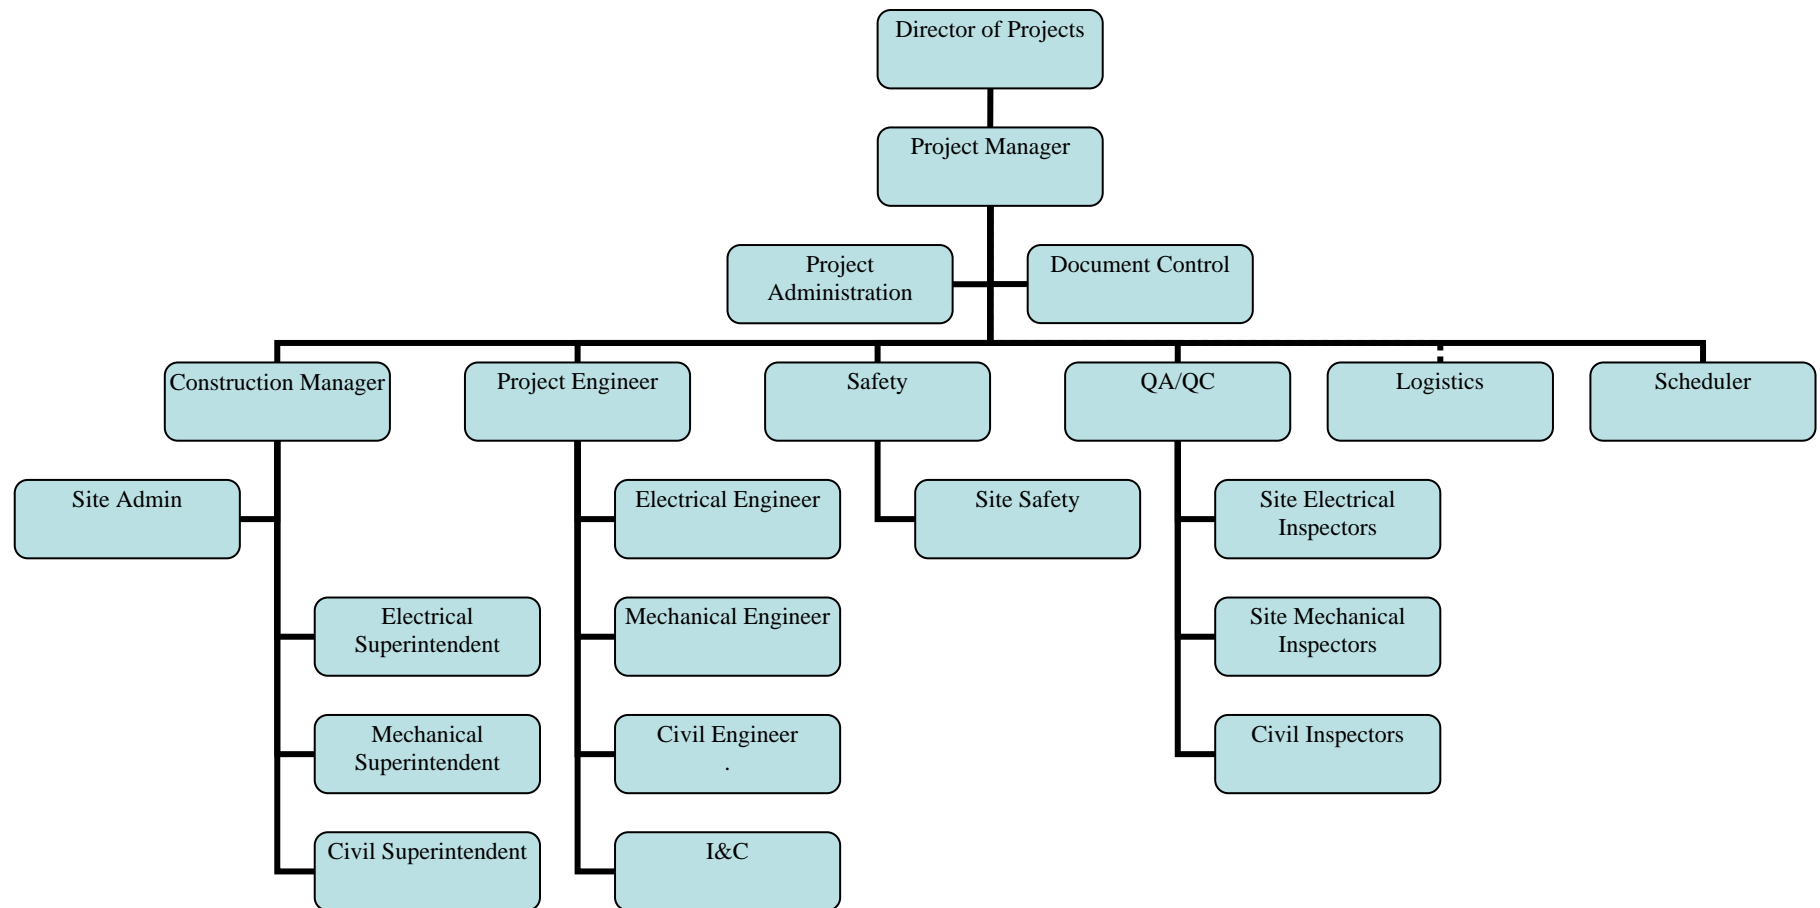 Director of Projects
Project Manager
Project
Administration
Document Control
Construction Manager
Project Engineer
Safety
QA/QC
Logistics
Scheduler
Site Admin
Electrical Engineer
Site Safety
Site Electrical
Inspectors
Electrical
Superintendent
Mechanical Engineer
Site Mechanical
Inspectors
Mechanical
Superintendent
Civil Engineer
.
Civil Inspectors
Civil Superintendent
I&C